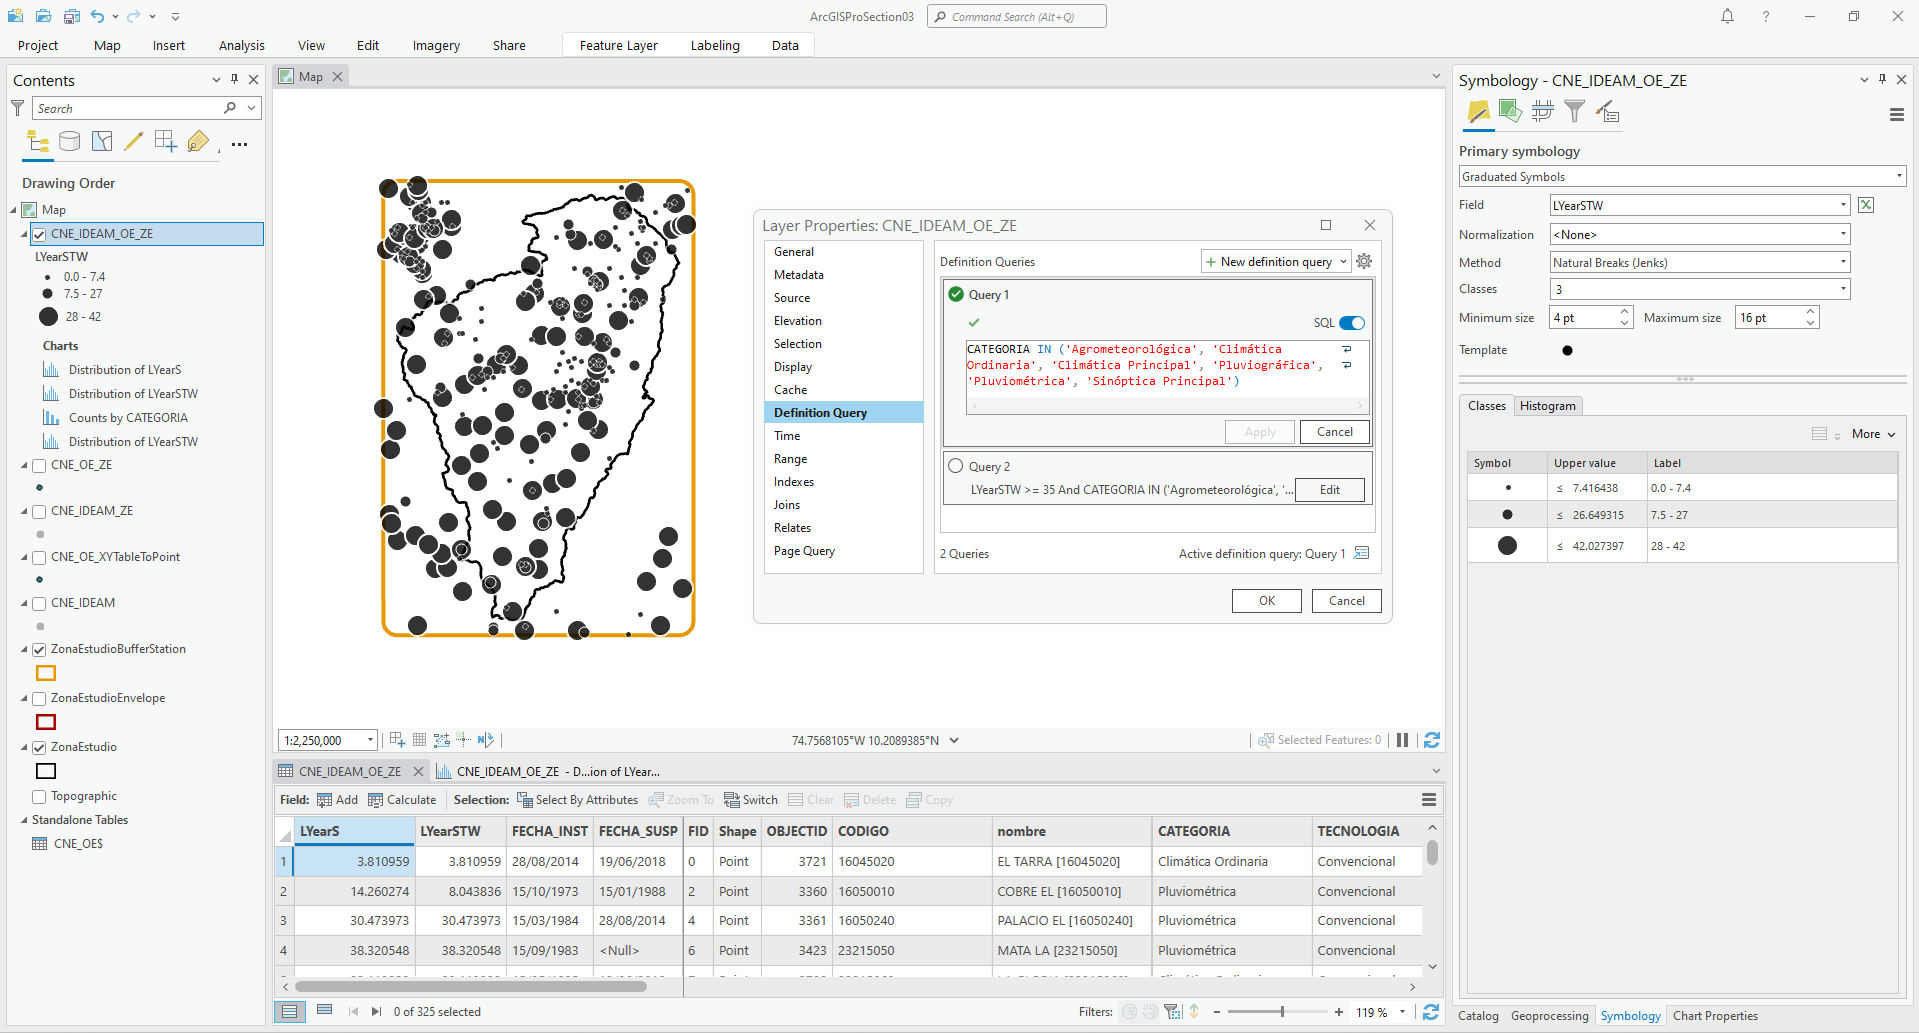 ArcGISProSection03
Command Search (Alt+Q)
Project
Map
Insert
Analysis
View
Edit
Imagery
Share
Feature Layer
Labeling
Data
Contents
Search
Drawing Order
Map
CNE_IDEAM_OE_ZE
LYearSTW
0.0 - 7.4
7.5 - 27
28 - 42
Charts
Distribution of LYearS
Distribution of LYearSTW
Counts by CATEGORIA
Distribution of LYearSTW
CNE_OE_ZE
CNE_IDEAM_ZE
CNE_OE_XYTableToPoint
CNE_IDEAM
ZonaEstudioBufferStation
ZonaEstudioEnvelope
ZonaEstudio
Topographic
Standalone Tables
CNE_OE$
Map
Layer Properties: CNE_IDEAM_OE_ZE
General
Metadata
Source
Elevation
Selection
Display
Cache
Definition Query
Time
Range
Indexes
Joins
Relates
Page Query
Definition Queries
New definition query
Query 1
SQL
CATEGORIA IN ('Agrometeorológica', 'Climática
Ordinaria', 'Climática Principal', 'Pluviográfica',
'Pluviométrica', 'Sinóptica Principal')
Apply
Cancel
Query 2
LYearSTW >= 35 And CATEGORIA IN ('Agrometeorológica', '...
Edit
2 Queries
Active definition query: Query 1
OK
Cancel
1:2,250,000
74.7568105°W 10.2089385°N
Selected Features: 0
CNE_IDEAM_OE_ZE
CNE_IDEAM_OE_ZE - D...ion of LYear...
Field: Add Calculate Selection: Select By Attributes Zoom To Switch Clear Delete Copy
LYearS LYearSTW FECHA_INST FECHA_SUSP FID Shape OBJECTID CODIGO nombre CATEGORIA TECNOLOGIA
1 3.810959 3.810959 28/08/2014 19/06/2018 0 Point 3721 16045020 EL TARRA [16045020] Climática Ordinaria Convencional
2 14.260274 8.043836 15/10/1973 15/01/1988 2 Point 3360 16050010 COBRE EL [16050010] Pluviométrica Convencional
3 30.473973 30.473973 15/03/1984 28/08/2014 4 Point 3361 16050240 PALACIO EL [16050240] Pluviométrica Convencional
4 38.320548 38.320548 15/09/1983 <Null> 6 Point 3423 23215050 MATA LA [23215050] Pluviométrica Convencional
0 of 325 selected
Filters:
119 %
Symbology - CNE_IDEAM_OE_ZE
Primary symbology
Graduated Symbols
Field LYearSTW
Normalization <None>
Method Natural Breaks (Jenks)
Classes 3
Minimum size 4 pt Maximum size 16 pt
Template
Classes
Histogram
More
Symbol Upper value Label
≤ 7.416438 0.0 - 7.4
≤ 26.649315 7.5 - 27
≤ 42.027397 28 - 42
Catalog
Geoprocessing
Symbology
Chart Properties